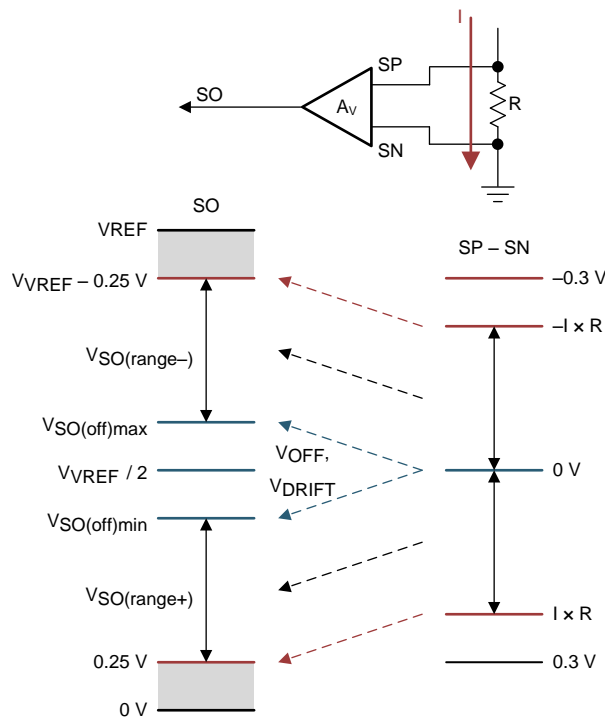 I
SP
SO
A_V
R
SN
SO
SP – SN
VREF
V_VREF – 0.25 V
–0.3 V
–I × R
V_SO(range–)
V_SO(off)max
V_OFF,
V_VREF / 2
0 V
V_DRIFT
V_SO(off)min
V_SO(range+)
I × R
0.25 V
0.3 V
0 V